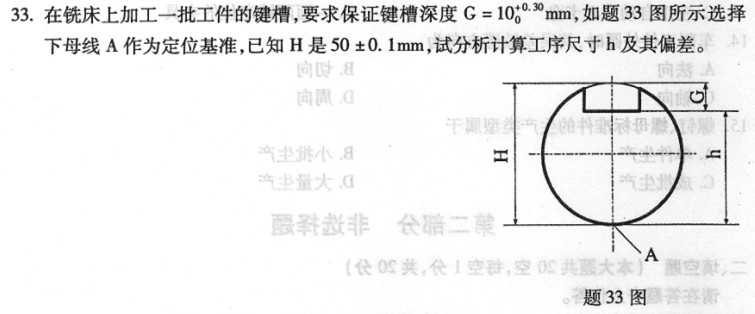 33. 在铣床上加工一批工件的键槽,要求保证键槽深度 G = 10₀⁺⁰·³⁰mm,如题 33 图所示选择
下母线 A 作为定位基准,已知 H 是 50 ± 0. 1mm,试分析计算工序尺寸 h 及其偏差。
G
H
h
A
题 33 图